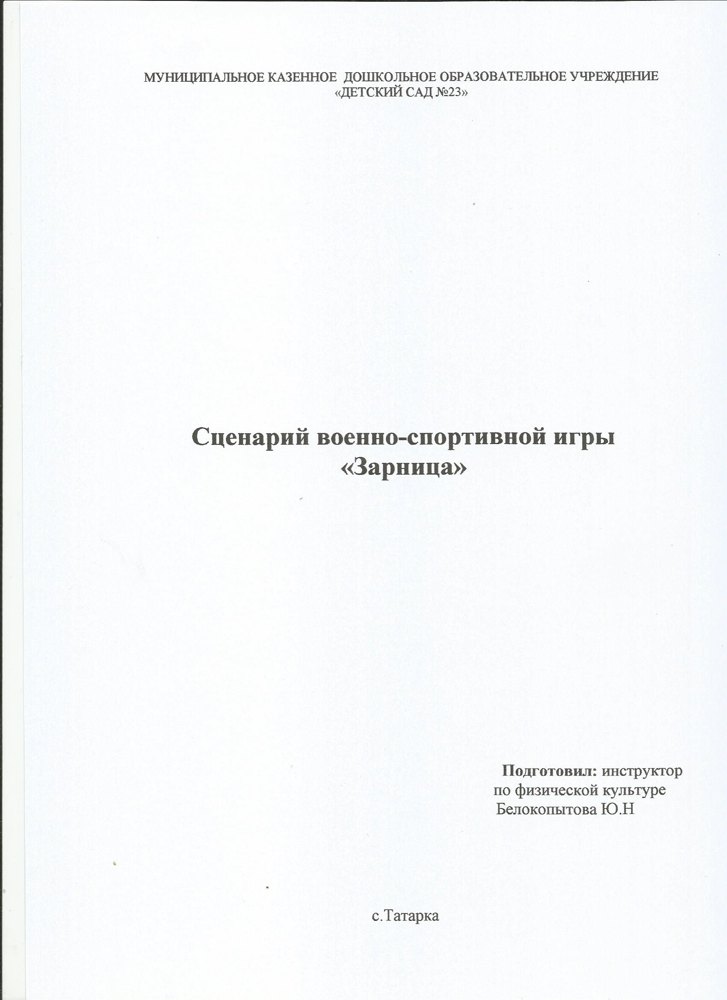 МУНИЦИПАЛЬНОЕ КАЗЕННОЕ ДОШКОЛЬНОЕ ОБРАЗОВАТЕЛЬНОЕ УЧРЕЖДЕНИЕ
«ДЕТСКИЙ САД №23»
Сценарий военно-спортивной игры
«Зарница»
Подготовил: инструктор
по физической культуре
Белокопытова Ю.Н
с.Татарка